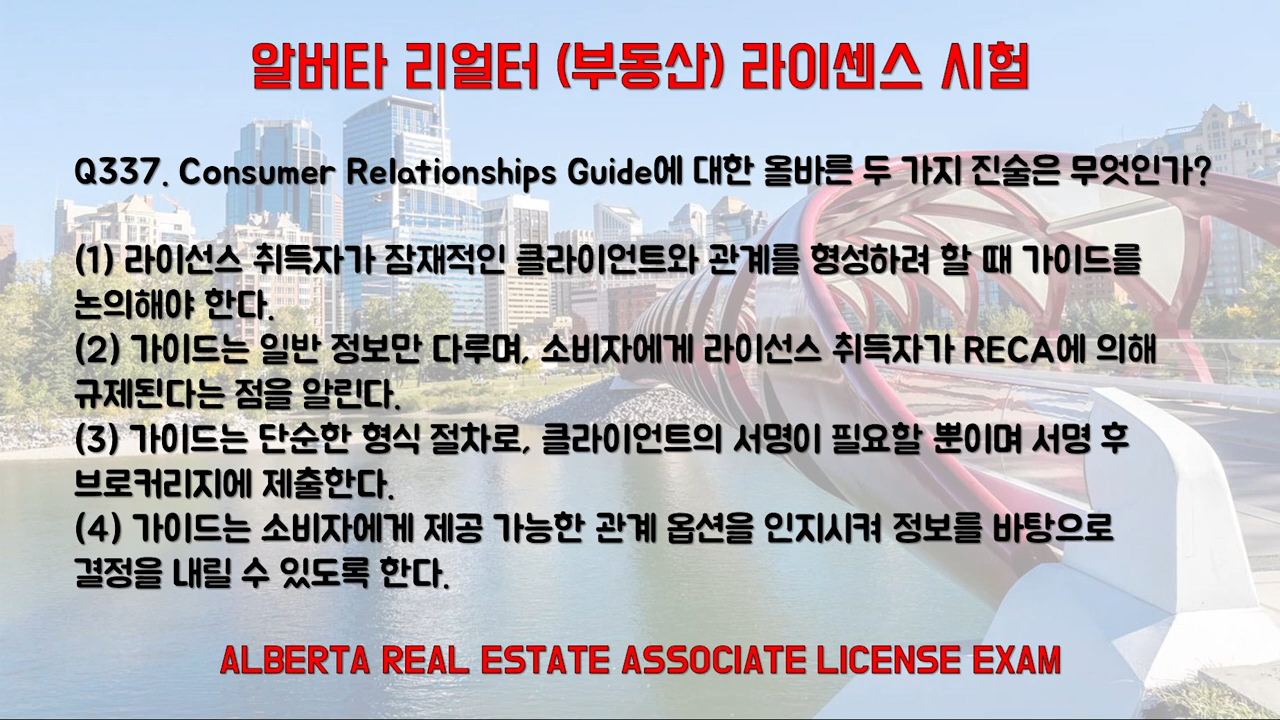 알버타 리얼터 (부동산) 라이센스 시험
Q337. Consumer Relationships Guide에 대한 올바른 두 가지 진술은 무엇인가?
(1) 라이선스 취득자가 잠재적인 클라이언트와 관계를 형성하려 할 때 가이드를
논의해야 한다.
(2) 가이드는 일반 정보만 다루며, 소비자에게 라이선스 취득자가 RECA에 의해
규제된다는 점을 알린다.
(3) 가이드는 단순한 형식 절차로, 클라이언트의 서명이 필요할 뿐이며 서명 후
브로커리지에 제출한다.
(4) 가이드는 소비자에게 제공 가능한 관계 옵션을 인지시켜 정보를 바탕으로
결정을 내릴 수 있도록 한다.
ALBERTA REAL ESTATE ASSOCIATE LICENSE EXAM